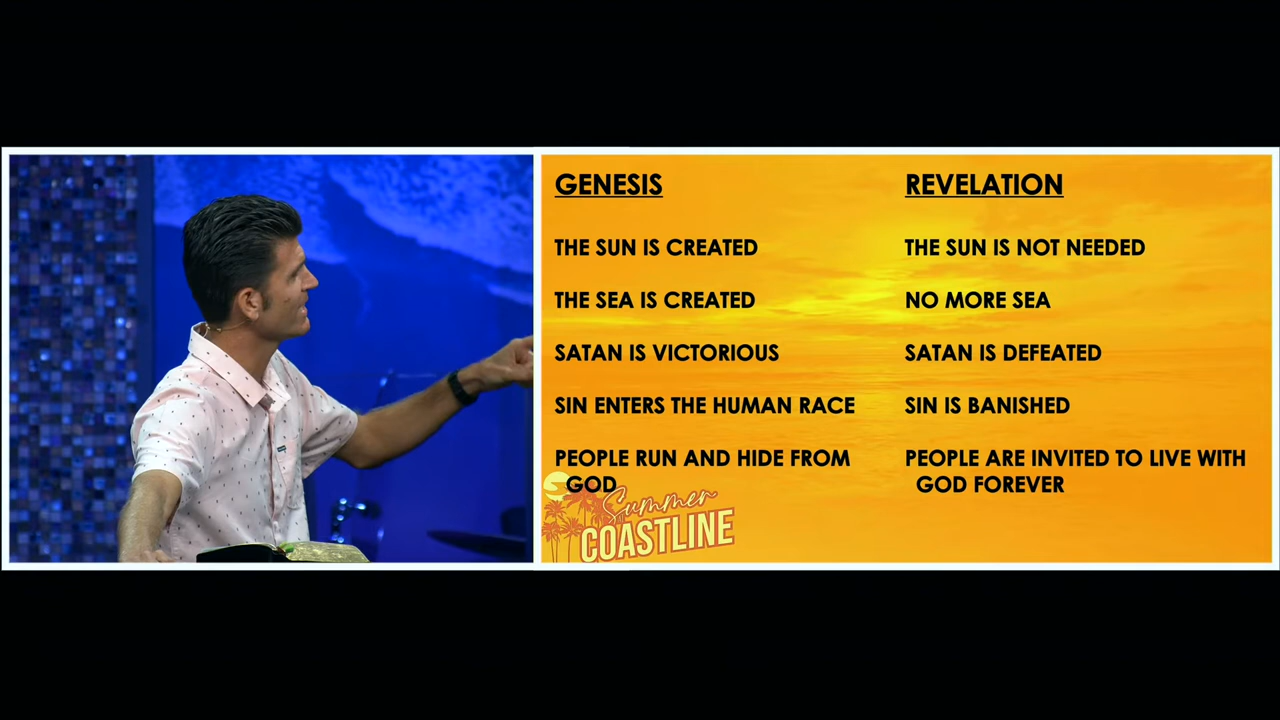 GENESIS
REVELATION
THE SUN IS CREATED
THE SUN IS NOT NEEDED
THE SEA IS CREATED
NO MORE SEA
SATAN IS VICTORIOUS
SATAN IS DEFEATED
SIN ENTERS THE HUMAN RACE
SIN IS BANISHED
PEOPLE RUN AND HIDE FROM
GOD
PEOPLE ARE INVITED TO LIVE WITH
GOD FOREVER
Summer
COASTLINE